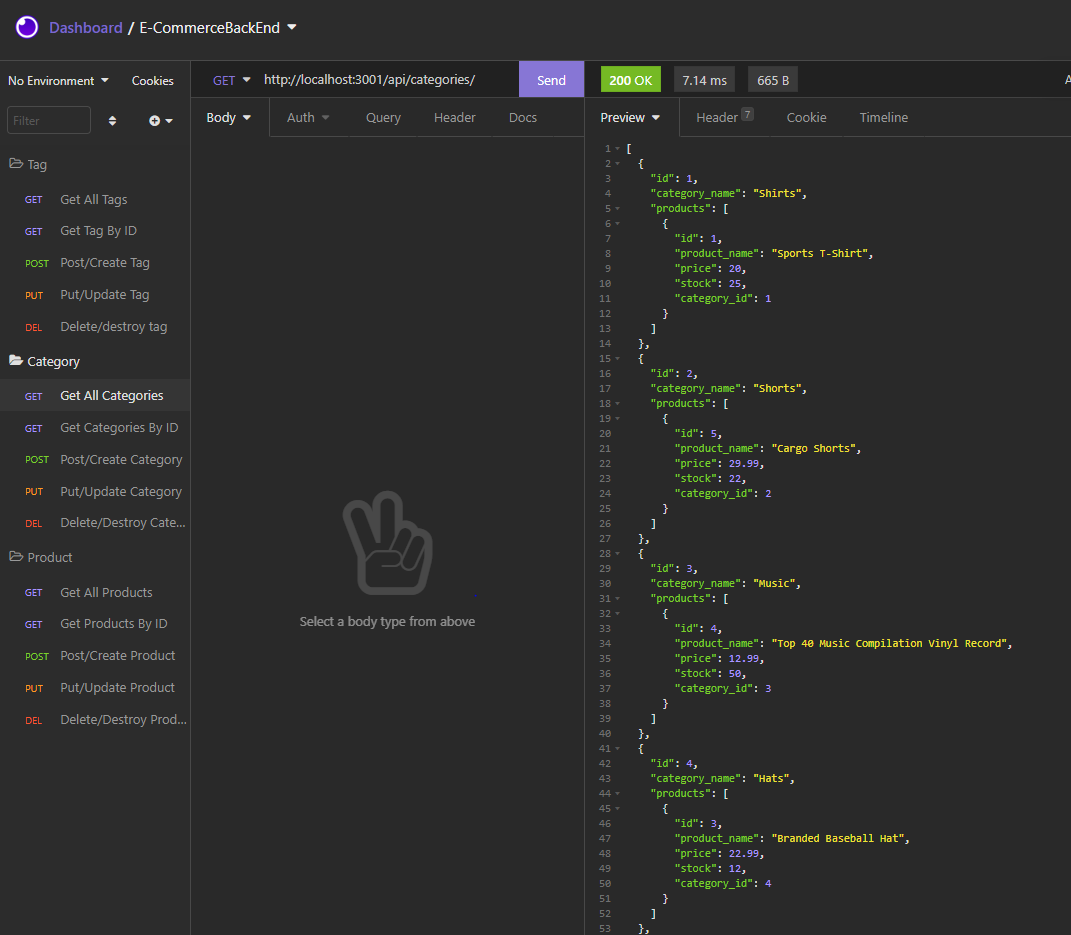 Dashboard / E-CommerceBackEnd
No Environment Cookies
Filter
Tag
GET Get All Tags
GET Get Tag By ID
POST Post/Create Tag
PUT Put/Update Tag
DEL Delete/destroy tag
Category
GET Get All Categories
GET Get Categories By ID
POST Post/Create Category
PUT Put/Update Category
DEL Delete/Destroy Cate...
Product
GET Get All Products
GET Get Products By ID
POST Post/Create Product
PUT Put/Update Product
DEL Delete/Destroy Prod...
GET http://localhost:3001/api/categories/ Send
Body Auth Query Header Docs
Select a body type from above
200 OK 7.14 ms 665 B A
Preview Header 7 Cookie Timeline
1 [
2 {
3 "id": 1,
4 "category_name": "Shirts",
5 "products": [
6 {
7 "id": 1,
8 "product_name": "Sports T-Shirt",
9 "price": 20,
10 "stock": 25,
11 "category_id": 1
12 }
13 ]
14 },
15 {
16 "id": 2,
17 "category_name": "Shorts",
18 "products": [
19 {
20 "id": 5,
21 "product_name": "Cargo Shorts",
22 "price": 29.99,
23 "stock": 22,
24 "category_id": 2
25 }
26 ]
27 },
28 {
29 "id": 3,
30 "category_name": "Music",
31 "products": [
32 {
33 "id": 4,
34 "product_name": "Top 40 Music Compilation Vinyl Record",
35 "price": 12.99,
36 "stock": 50,
37 "category_id": 3
38 }
39 ]
40 },
41 {
42 "id": 4,
43 "category_name": "Hats",
44 "products": [
45 {
46 "id": 3,
47 "product_name": "Branded Baseball Hat",
48 "price": 22.99,
49 "stock": 12,
50 "category_id": 4
51 }
52 ]
53 },